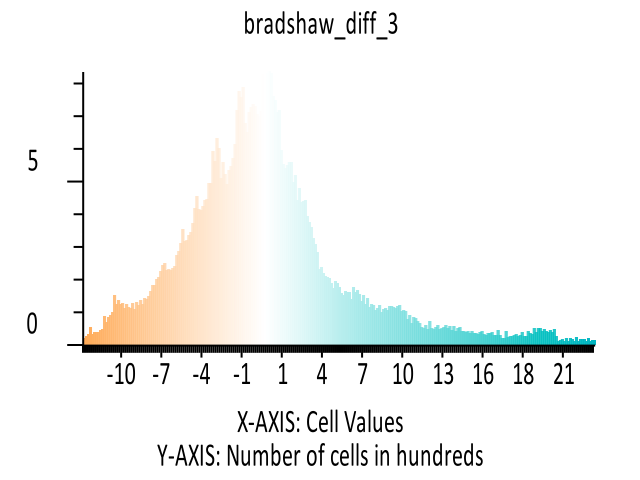 bradshaw_diff_3
5
0
-10 -7 -4 -1 1 4 7 10 13 16 18 21
X-AXIS: Cell Values
Y-AXIS: Number of cells in hundreds